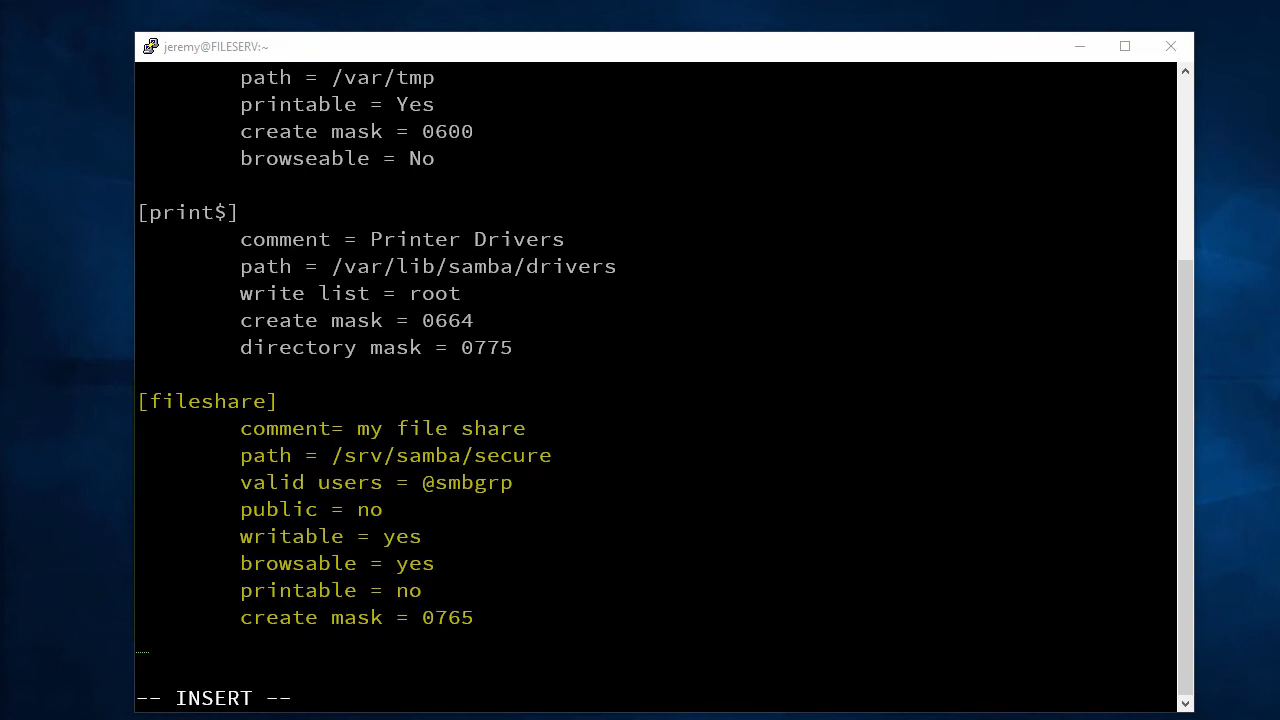 jeremy@FILESERV:~
path = /var/tmp
printable = Yes
create mask = 0600
browseable = No
[print$]
comment = Printer Drivers
path = /var/lib/samba/drivers
write list = root
create mask = 0664
directory mask = 0775
[fileshare]
comment= my file share
path = /srv/samba/secure
valid users = @smbgrp
public = no
writable = yes
browsable = yes
printable = no
create mask = 0765
-- INSERT --